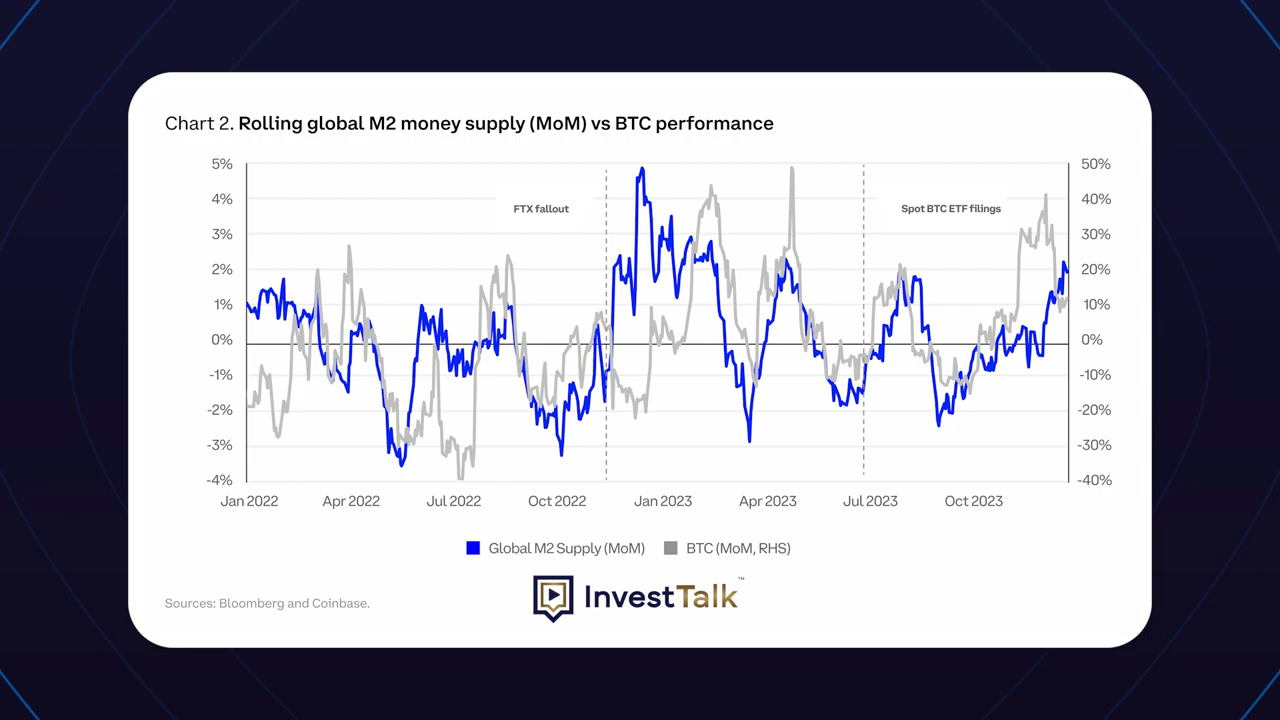 Chart 2. Rolling global M2 money supply (MoM) vs BTC performance
5%
4%
3%
2%
1%
0%
-1%
-2%
-3%
-4%
50%
40%
30%
20%
10%
0%
-10%
-20%
-30%
-40%
FTX fallout
Spot BTC ETF filings
Jan 2022
Apr 2022
Jul 2022
Oct 2022
Jan 2023
Apr 2023
Jul 2023
Oct 2023
Global M2 Supply (MoM)
BTC (MoM, RHS)
InvestTalk™
Sources: Bloomberg and Coinbase.